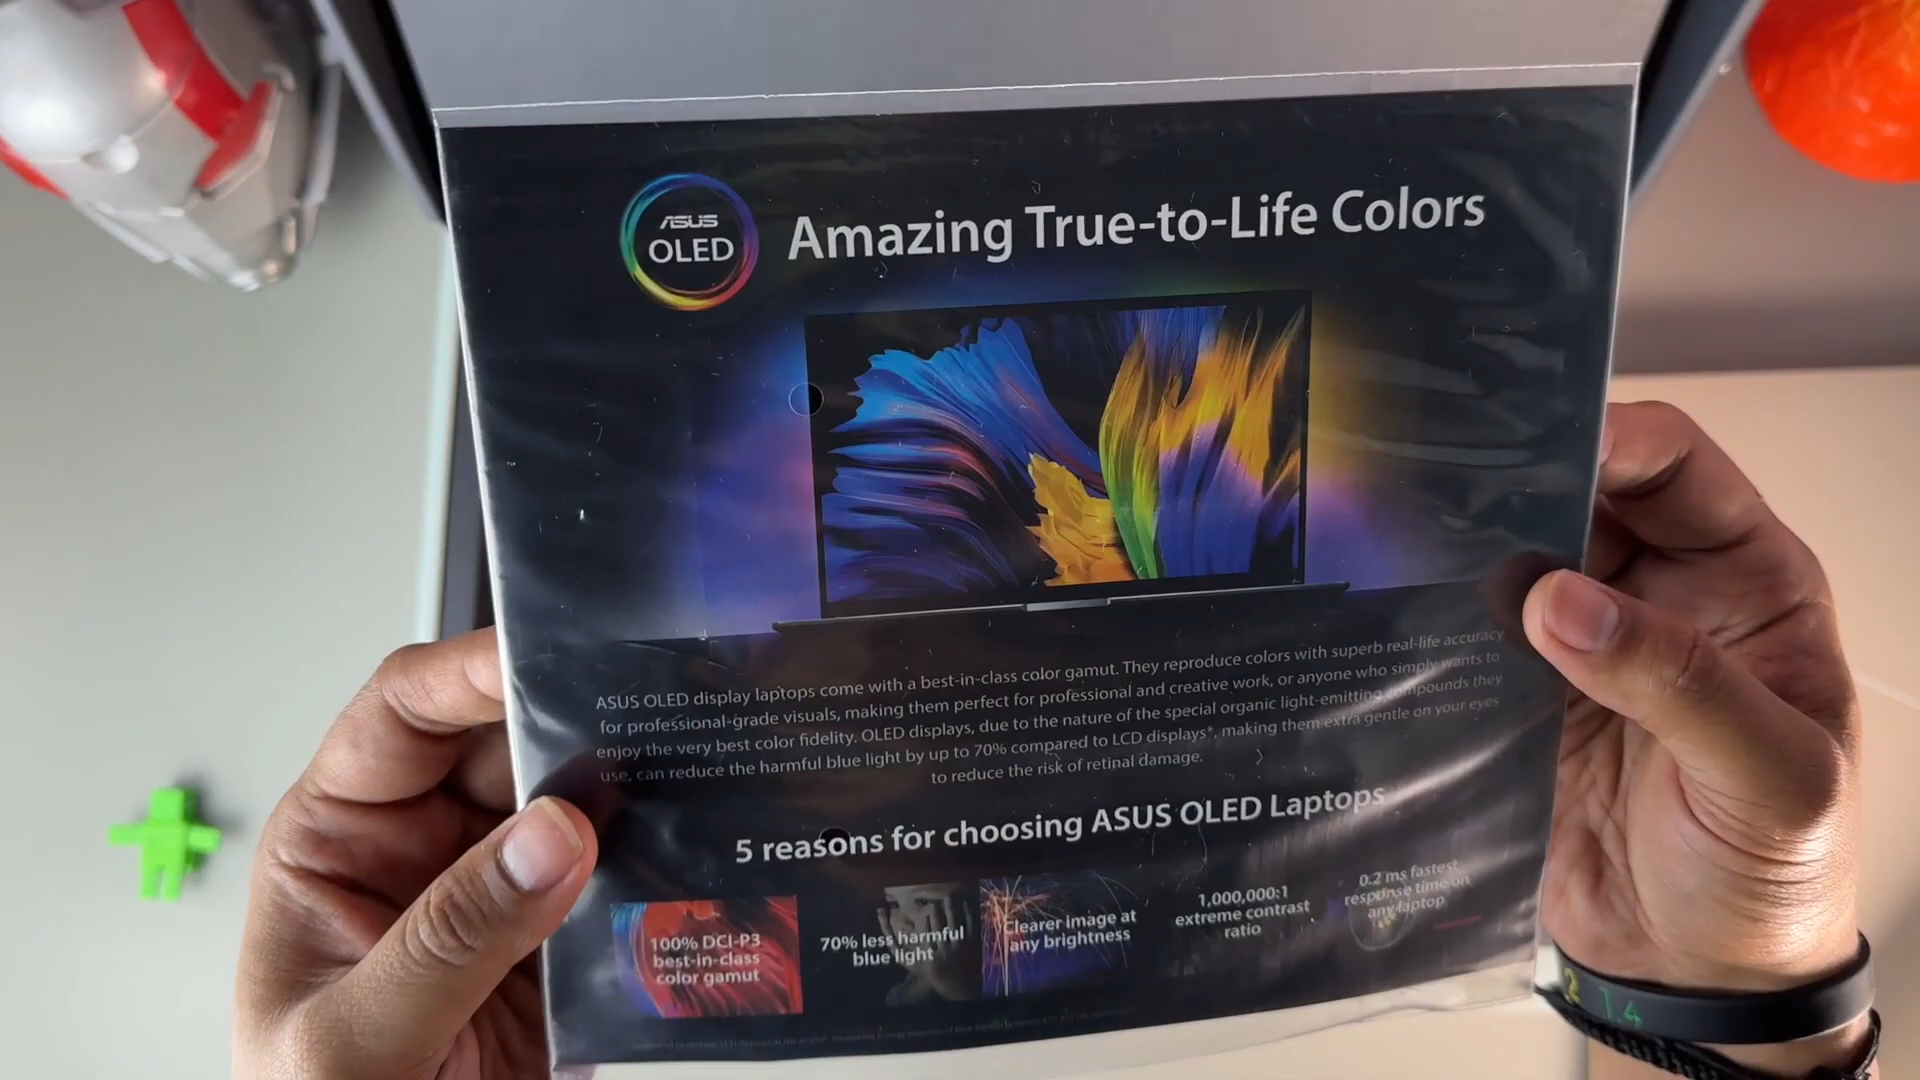 ASUS
OLED
Amazing True-to-Life Colors
ASUS OLED display laptops come with a best-in-class color gamut. They reproduce colors with superb real-life accuracy
for professional-grade visuals, making them perfect for professional and creative work, or anyone who simply wants to
enjoy the very best color fidelity. OLED displays, due to the nature of the special organic light-emitting compounds they
use, can reduce the harmful blue light by up to 70% compared to LCD displays*, making them extra gentle on your eyes
to reduce the risk of retinal damage.
5 reasons for choosing ASUS OLED Laptops
100% DCI-P3
best-in-class
color gamut
70% less harmful
blue light
Clearer image at
any brightness
1,000,000:1
extreme contrast
ratio
0.2 ms fastest
response time on
any laptop
2 14